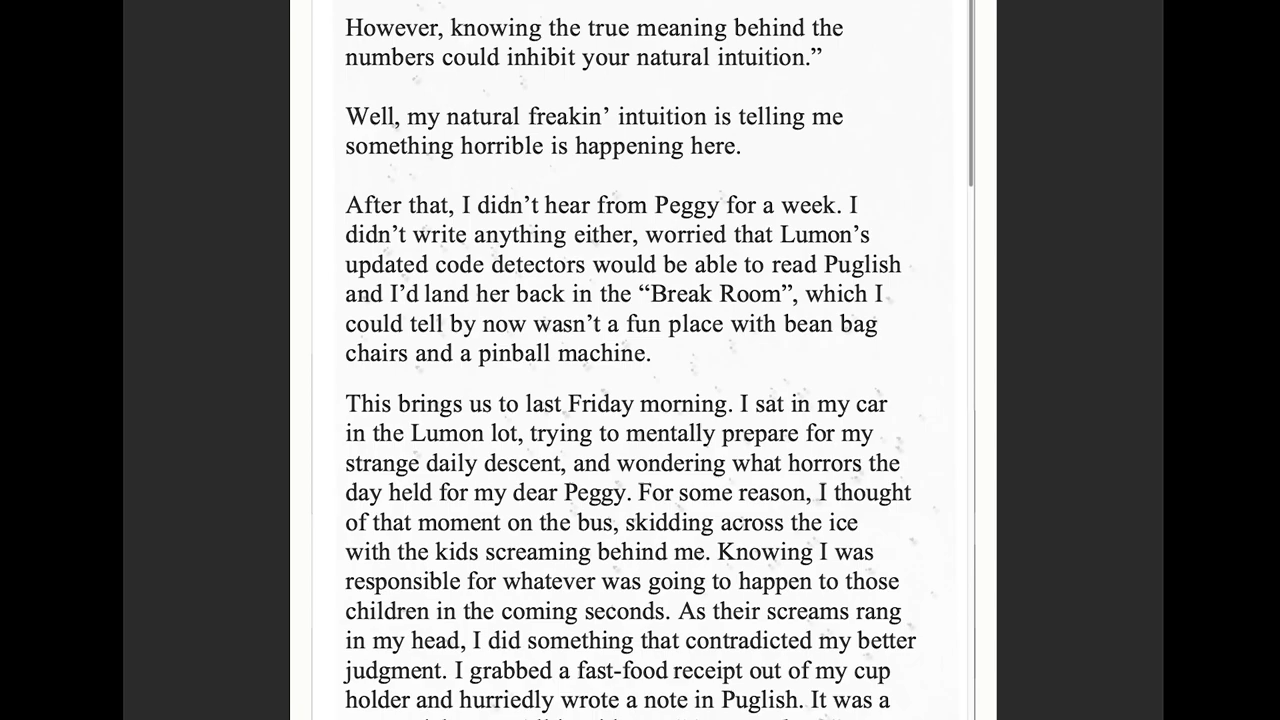 However, knowing the true meaning behind the
numbers could inhibit your natural intuition.”
Well, my natural freakin’ intuition is telling me
something horrible is happening here.
After that, I didn’t hear from Peggy for a week. I
didn’t write anything either, worried that Lumon’s
updated code detectors would be able to read Puglish
and I’d land her back in the “Break Room”, which I
could tell by now wasn’t a fun place with bean bag
chairs and a pinball machine.
This brings us to last Friday morning. I sat in my car
in the Lumon lot, trying to mentally prepare for my
strange daily descent, and wondering what horrors the
day held for my dear Peggy. For some reason, I thought
of that moment on the bus, skidding across the ice
with the kids screaming behind me. Knowing I was
responsible for whatever was going to happen to those
children in the coming seconds. As their screams rang
in my head, I did something that contradicted my better
judgment. I grabbed a fast-food receipt out of my cup
holder and hurriedly wrote a note in Puglish. It was a